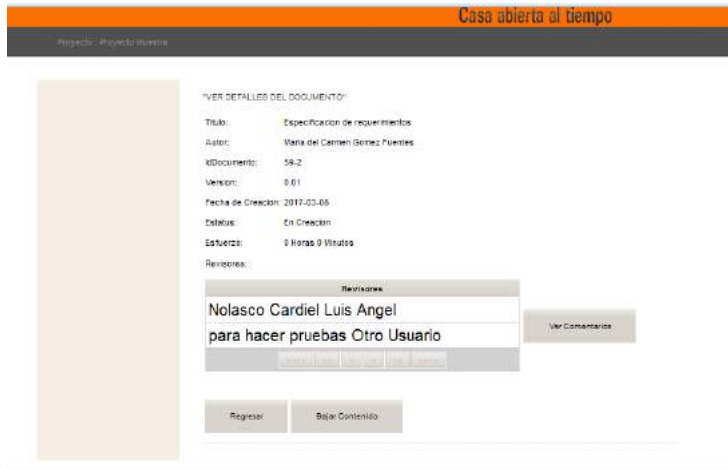 Casa abierta al tiempo
Proyecto : Proyecto muestra
"VER DETALLES DEL DOCUMENTO"
Titulo: Especificacion de requerimientos
Autor: Maria del Carmen Gomez Fuentes
IdDocumento: 59-2
Version: 0.01
Fecha de Creacion: 2017-03-06
Estatus: En Creacion
Esfuerzo: 0 Horas 0 Minutos
Revisores:
Revisores
Nolasco Cardiel Luis Angel
para hacer pruebas Otro Usuario
Ver Comentarios
Regresar Bajar Contenido